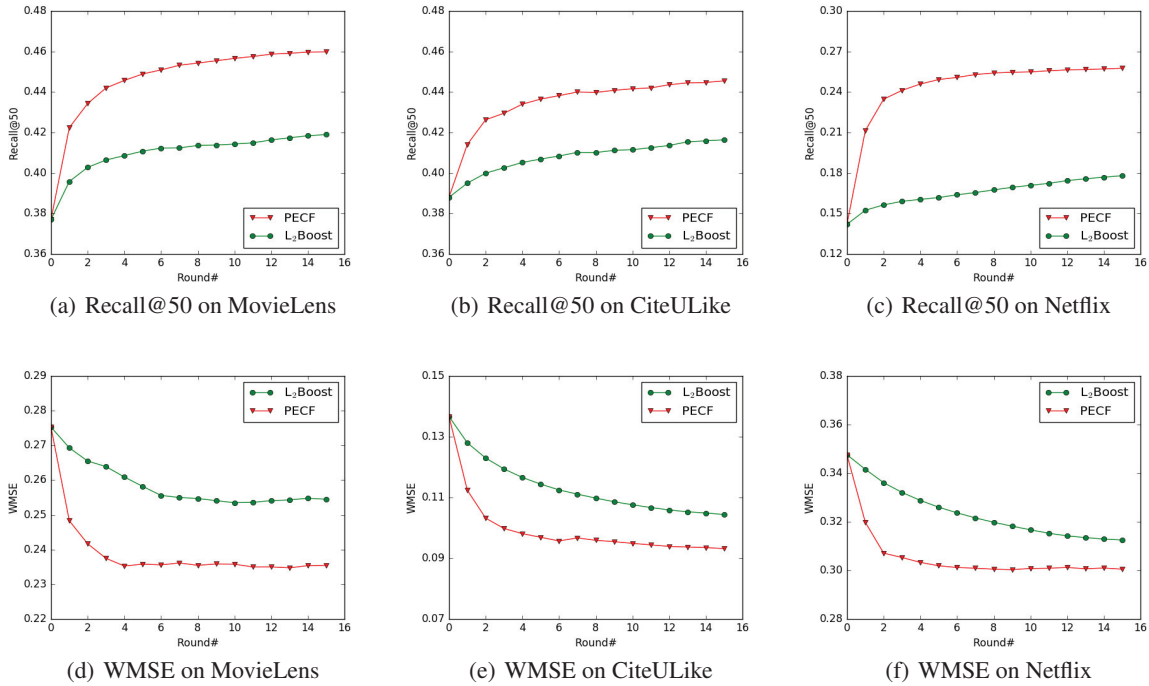 0.48
0.46
0.44
0.42
0.40
0.38
0.36
Recall@50
PECF
L₂Boost
0 2 4 6 8 10 12 14 16
Round#
(a) Recall@50 on MovieLens
0.48
0.46
0.44
0.42
0.40
0.38
0.36
Recall@50
PECF
L₂Boost
0 2 4 6 8 10 12 14 16
Round#
(b) Recall@50 on CiteULike
0.30
0.27
0.24
0.21
0.18
0.15
0.12
Recall@50
PECF
L₂Boost
0 2 4 6 8 10 12 14 16
Round#
(c) Recall@50 on Netflix
0.29
0.28
0.27
0.26
0.25
0.24
0.23
0.22
WMSE
L₂Boost
PECF
0 2 4 6 8 10 12 14 16
Round#
(d) WMSE on MovieLens
0.15
0.13
0.11
0.09
0.07
WMSE
L₂Boost
PECF
0 2 4 6 8 10 12 14 16
Round#
(e) WMSE on CiteULike
0.38
0.36
0.34
0.32
0.30
0.28
WMSE
L₂Boost
PECF
0 2 4 6 8 10 12 14 16
Round#
(f) WMSE on Netflix